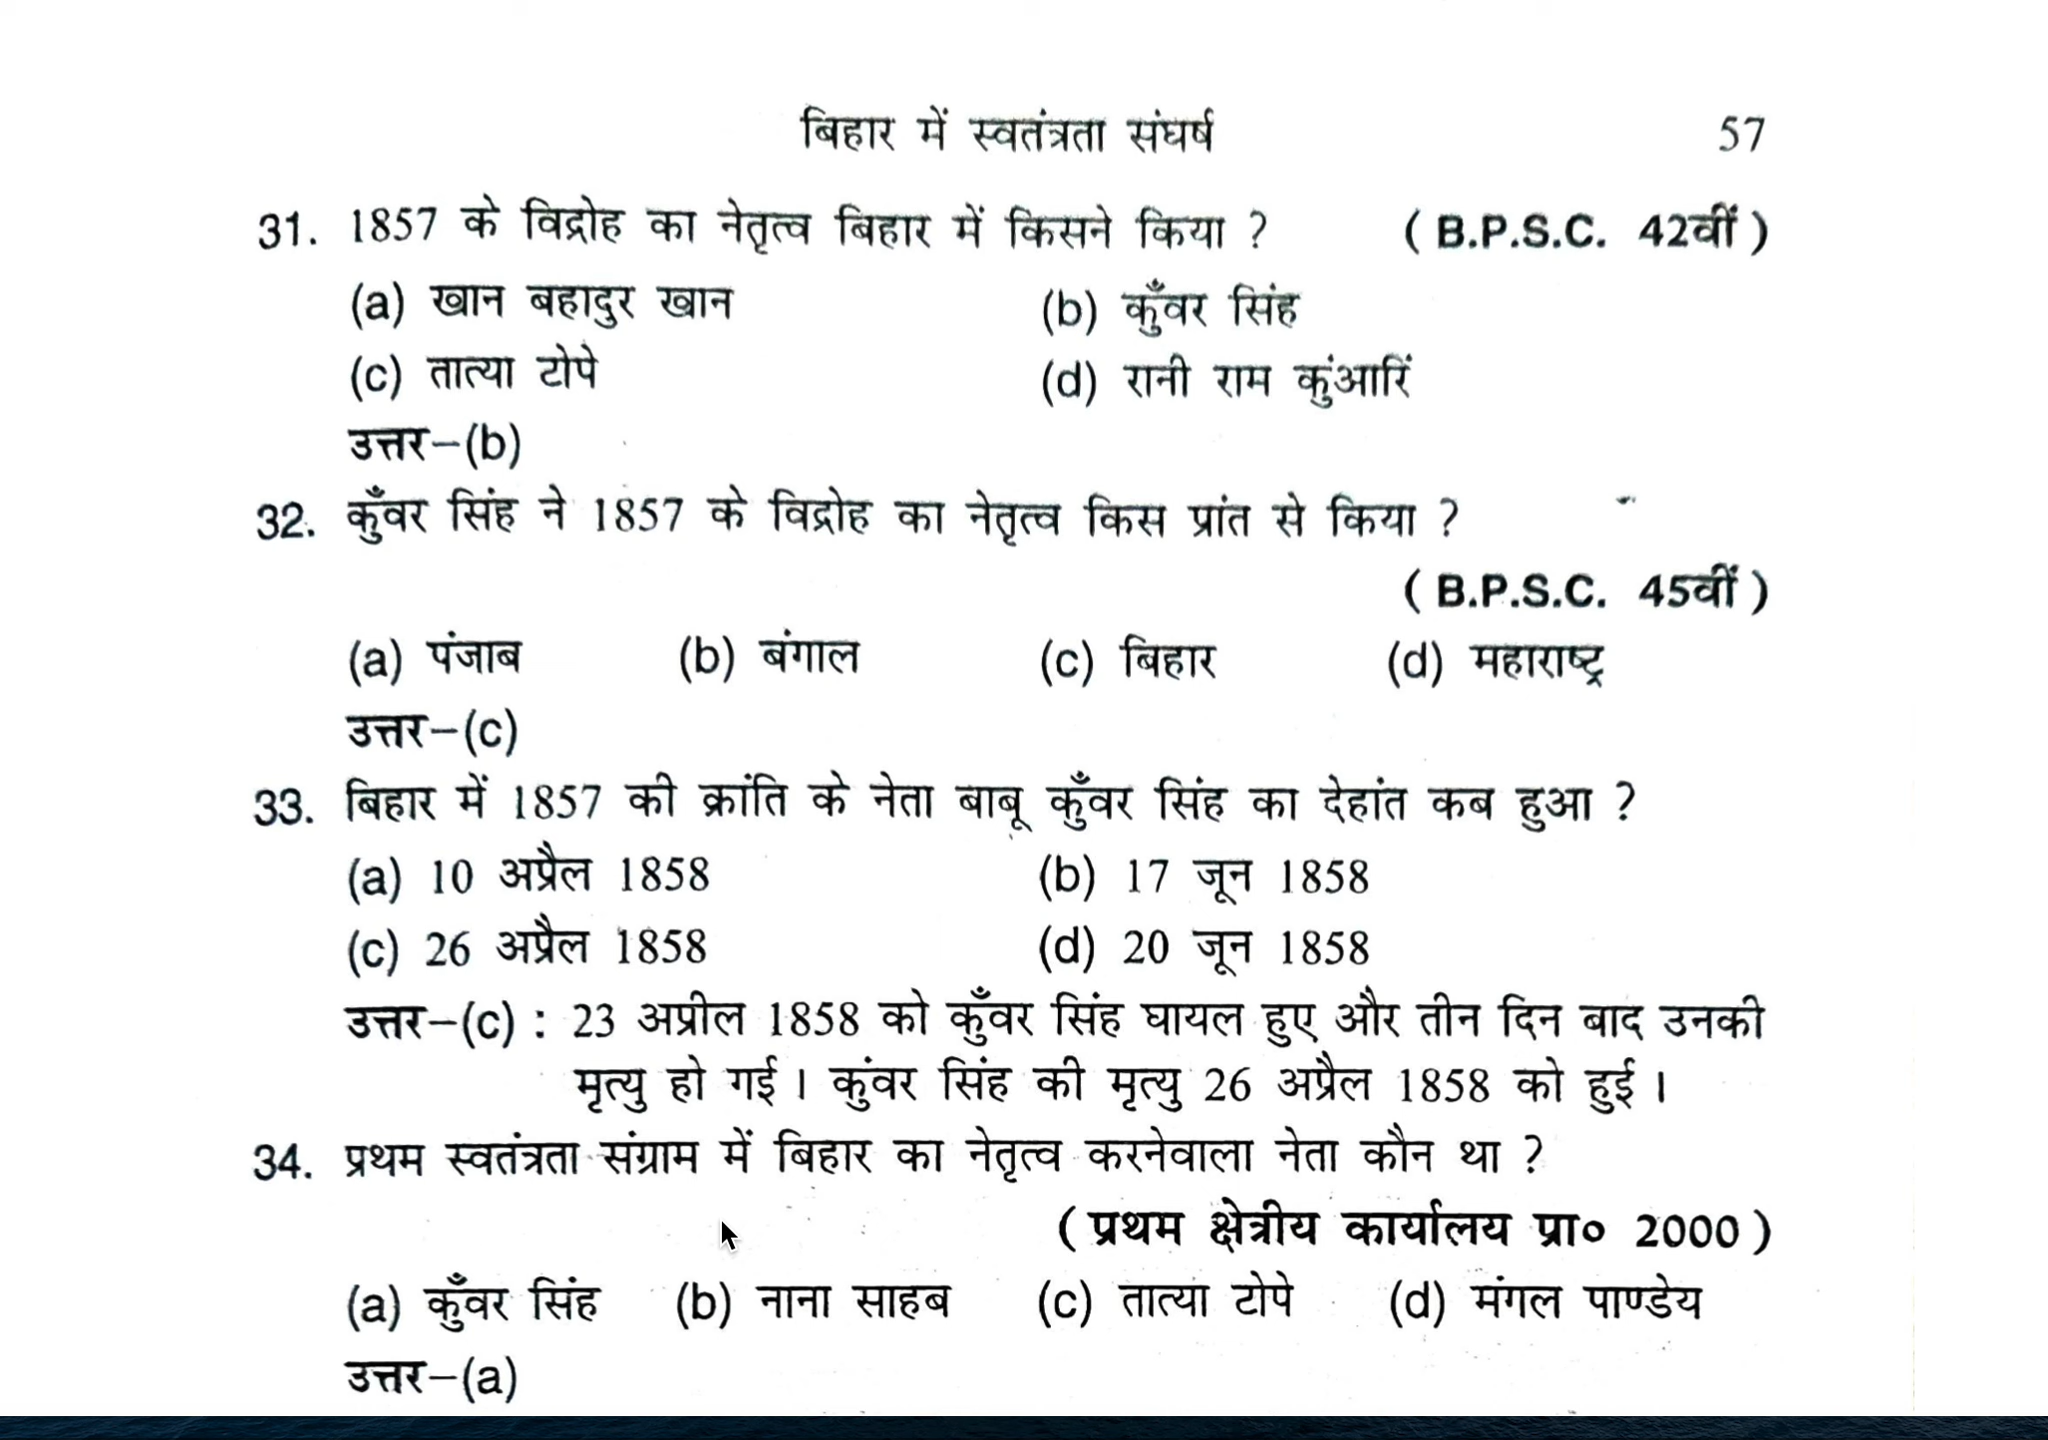 बिहार में स्वतंत्रता संघर्ष 57
31. 1857 के विद्रोह का नेतृत्व बिहार में किसने किया ? ( B.P.S.C. 42वीं )
(a) खान बहादुर खान (b) कुँवर सिंह
(c) तात्या टोपे (d) रानी राम कुंआरिं
उत्तर–(b)
32. कुँवर सिंह ने 1857 के विद्रोह का नेतृत्व किस प्रांत से किया ?
( B.P.S.C. 45वीं )
(a) पंजाब (b) बंगाल (c) बिहार (d) महाराष्ट्र
उत्तर–(c)
33. बिहार में 1857 की क्रांति के नेता बाबू कुँवर सिंह का देहांत कब हुआ ?
(a) 10 अप्रैल 1858 (b) 17 जून 1858
(c) 26 अप्रैल 1858 (d) 20 जून 1858
उत्तर–(c) : 23 अप्रील 1858 को कुँवर सिंह घायल हुए और तीन दिन बाद उनकी
मृत्यु हो गई । कुंवर सिंह की मृत्यु 26 अप्रैल 1858 को हुई ।
34. प्रथम स्वतंत्रता संग्राम में बिहार का नेतृत्व करनेवाला नेता कौन था ?
( प्रथम क्षेत्रीय कार्यालय प्रा० 2000 )
(a) कुँवर सिंह (b) नाना साहब (c) तात्या टोपे (d) मंगल पाण्डेय
उत्तर–(a)